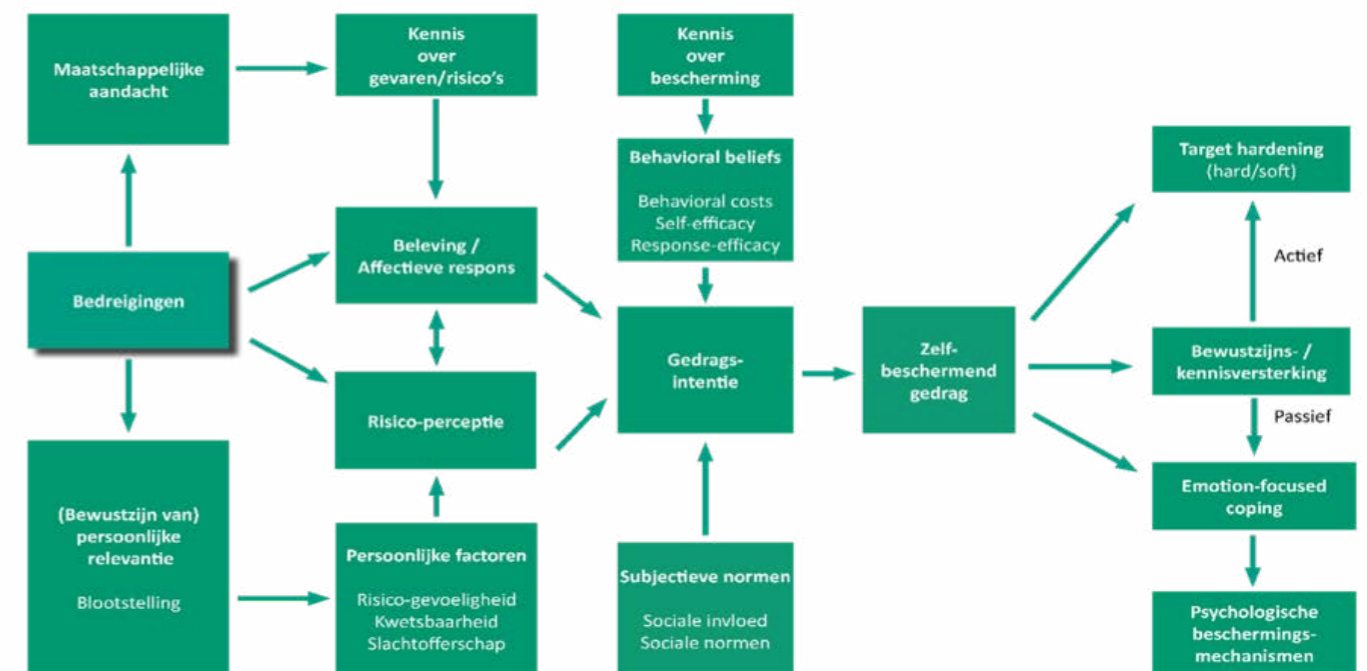 Maatschappelijke
aandacht
Kennis
over
gevaren/risico's
Kennis
over
bescherming
Bedreigingen
Beleving /
Affectieve respons
Behavioral beliefs
Behavioral costs
Self-efficacy
Response-efficacy
Risico-perceptie
Gedrags-
intentie
Zelf-
beschermend
gedrag
(Bewustzijn van)
persoonlijke
relevantie
Blootstelling
Persoonlijke factoren
Risico-gevoeligheid
Kwetsbaarheid
Slachtofferschap
Subjectieve normen
Sociale invloed
Sociale normen
Target hardening
(hard/soft)
Actief
Bewustzijns- /
kennisversterking
Passief
Emotion-focused
coping
Psychologische
beschermings-
mechanismen